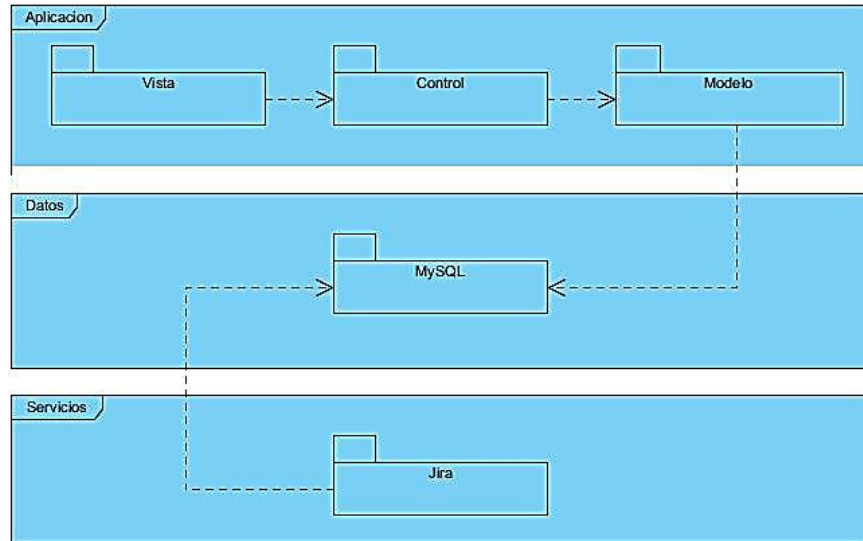 Aplicacion
Vista
Control
Modelo
Datos
MySQL
Servicios
Jira